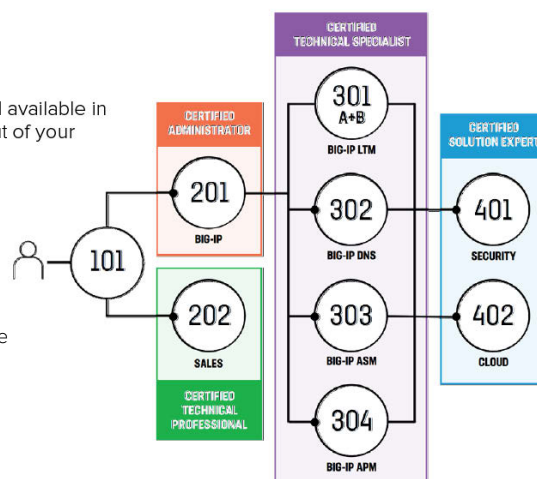 available in
of your
CERTIFIED
TECHNICAL SPECIALIST
301
A+B
BIG-IP LTM
CERTIFIED
ADMINISTRATOR
201
BIG-IP
302
BIG-IP DNS
CERTIFIED
SOLUTION EXPERT
401
SECURITY
101
202
SALES
CERTIFIED
TECHNICAL
PROFESSIONAL
303
BIG-IP ASM
402
CLOUD
304
BIG-IP APM